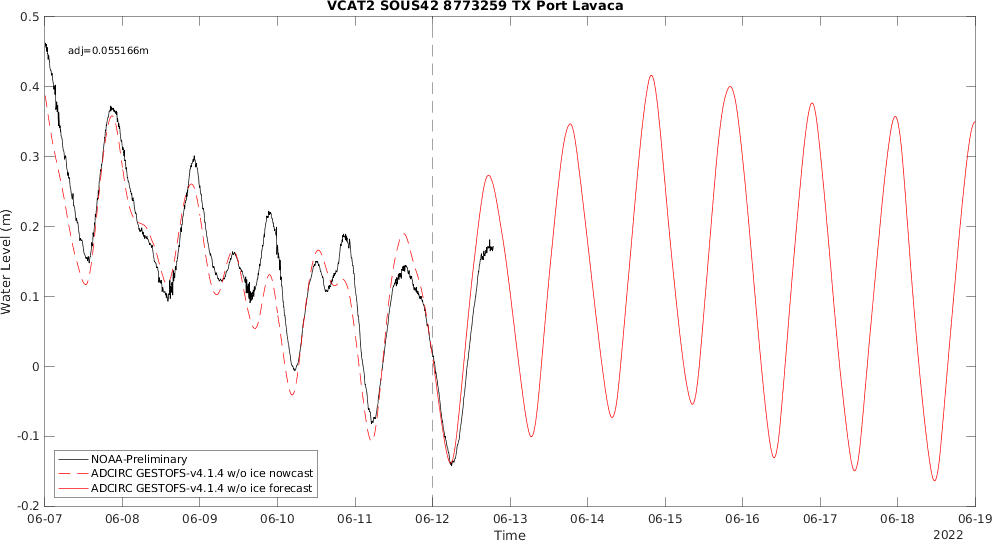 VCAT2 SOUS42 8773259 TX Port Lavaca
adj=0.055166m
0.5
0.4
0.3
0.2
0.1
0
-0.1
-0.2
Water Level (m)
NOAA-Preliminary
ADCIRC GESTOFS-v4.1.4 w/o ice nowcast
ADCIRC GESTOFS-v4.1.4 w/o ice forecast
06-07 06-08 06-09 06-10 06-11 06-12 06-13 06-14 06-15 06-16 06-17 06-18 06-19
Time
2022